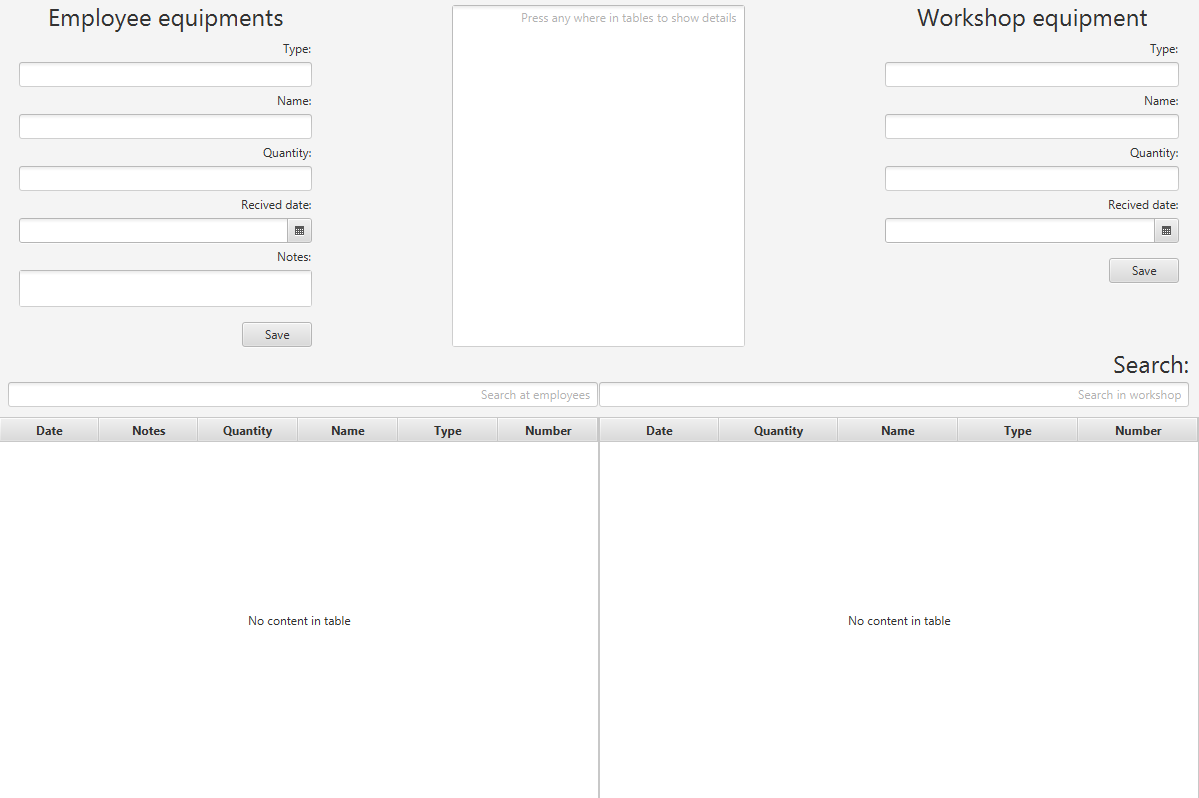 Employee equipments
Type:
Name:
Quantity:
Recived date:
Notes:
Save
Press any where in tables to show details
Workshop equipment
Type:
Name:
Quantity:
Recived date:
Save
Search:
Search at employees
Search in workshop
Date Notes Quantity Name Type Number
No content in table
Date Quantity Name Type Number
No content in table